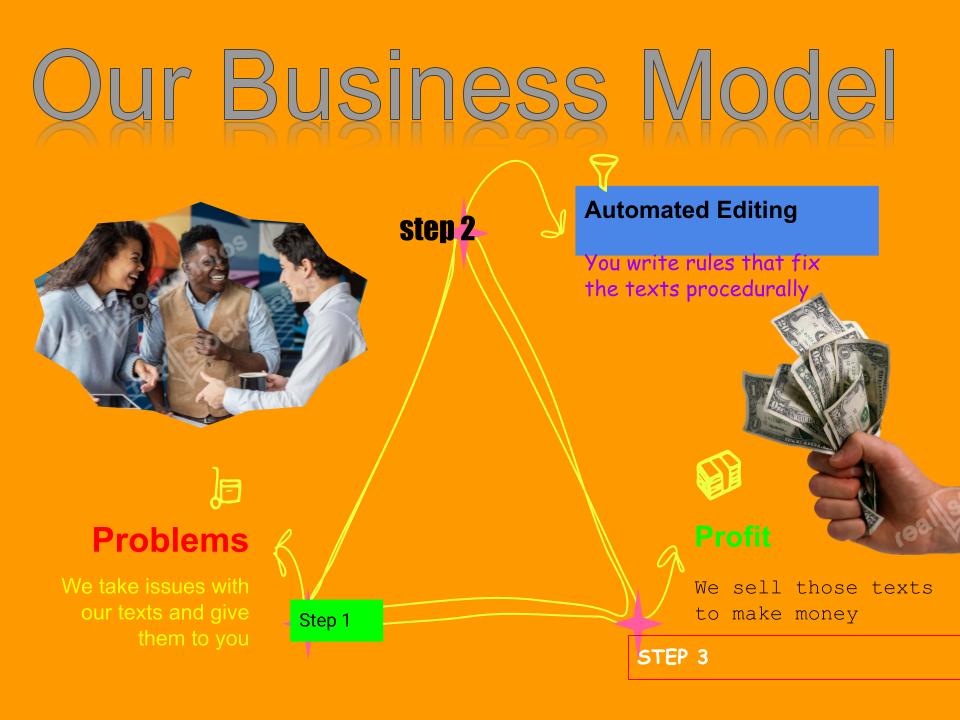 Our Business Model
step 2
Automated Editing
You write rules that fix
the texts procedurally
Problems
We take issues with
our texts and give
them to you
Step 1
Profit
We sell those texts
to make money
STEP 3